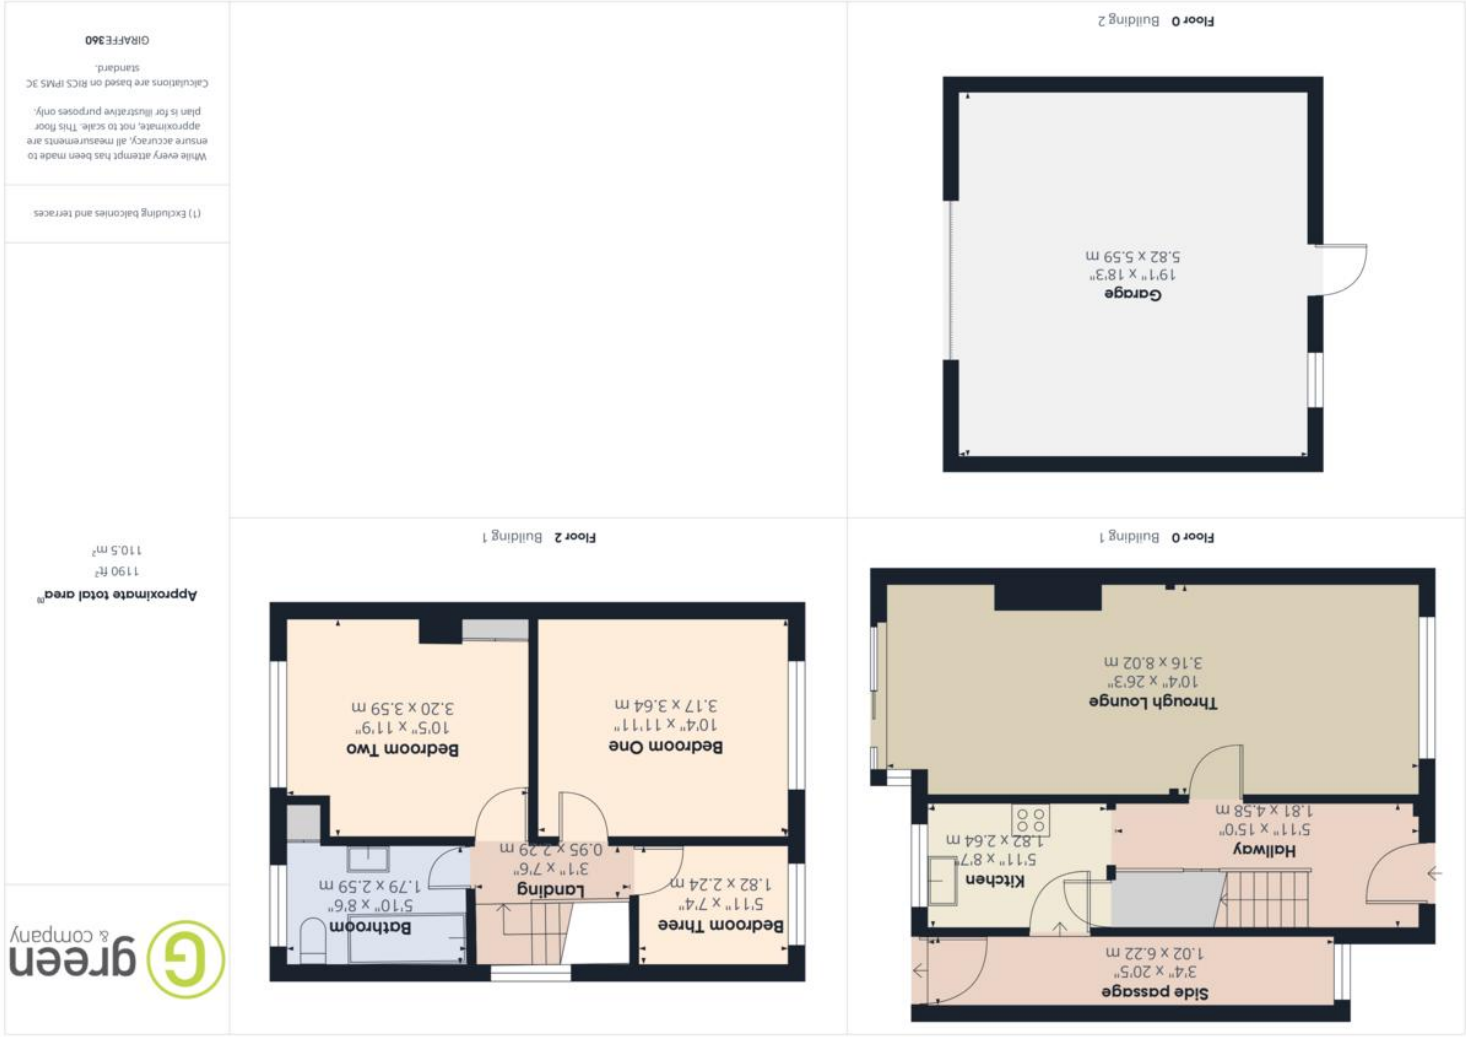 Side passage
3'4" x 20'5"
1.02 x 6.22 m
Hallway
5'11" x 15'0"
1.81 x 4.58 m
Kitchen
5'11" x 8'7"
1.82 x 2.64 m
Through Lounge
10'4" x 26'3"
3.16 x 8.02 m
Floor 0 Building 1
Bedroom Three
5'11" x 7'4"
1.82 x 2.24 m
Landing
3'1" x 7'6"
0.95 x 2.29 m
Bathroom
5'10" x 8'6"
1.79 x 2.59 m
Bedroom One
10'4" x 11'11"
3.17 x 3.64 m
Bedroom Two
10'5" x 11'9"
3.20 x 3.59 m
Floor 2 Building 1
Garage
19'1" x 18'3"
5.82 x 5.59 m
Floor 0 Building 2
G green
& company
Approximate total area(1)
1190 ft²
110.5 m²
(1) Excluding balconies and terraces
While every attempt has been made to
ensure accuracy, all measurements are
approximate, not to scale. This floor
plan is for illustrative purposes only.
Calculations are based on RICS IPMS 3C
standard.
GIRAFFE360